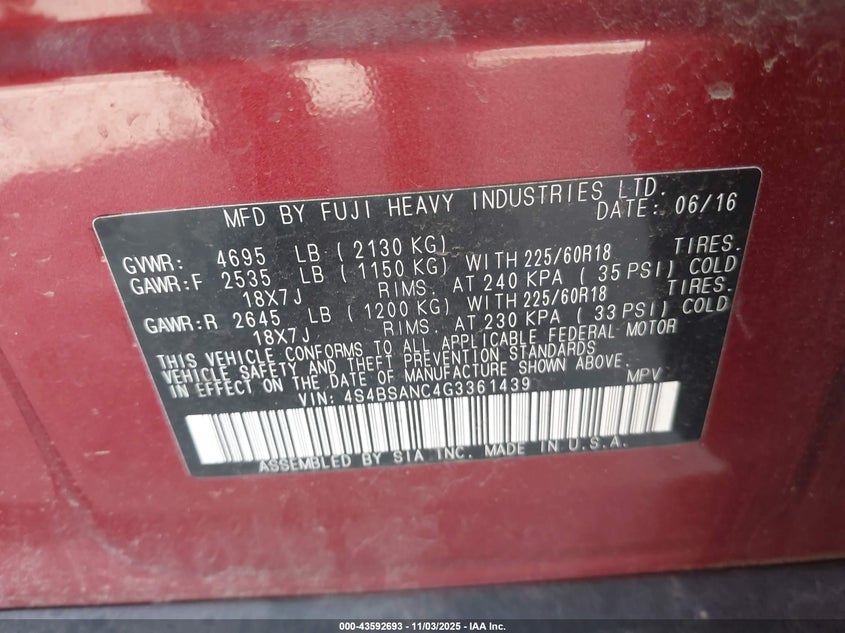 MFD BY FUJI HEAVY INDUSTRIES LTD.
DATE: 06/16
GVWR: 4695 LB ( 2130 KG)
GAWR:F 2535 LB ( 1150 KG) WITH 225/60R18 TIRES.
18X7J RIMS. AT 240 KPA ( 35 PSI) COLD
GAWR:R 2645 LB ( 1200 KG) WITH 225/60R18 TIRES.
18X7J RIMS. AT 230 KPA ( 33 PSI) COLD
THIS VEHICLE CONFORMS TO ALL APPLICABLE FEDERAL MOTOR
VEHICLE SAFETY AND THEFT PREVENTION STANDARDS
IN EFFECT ON THE DATE OF MANUFACTURE SHOWN ABOVE.
VIN: 4S4BSANC4G3361439 MPV
ASSEMBLED BY SIA INC. MADE IN U.S.A.
000-43592693 - 11/03/2025 - IAA Inc.